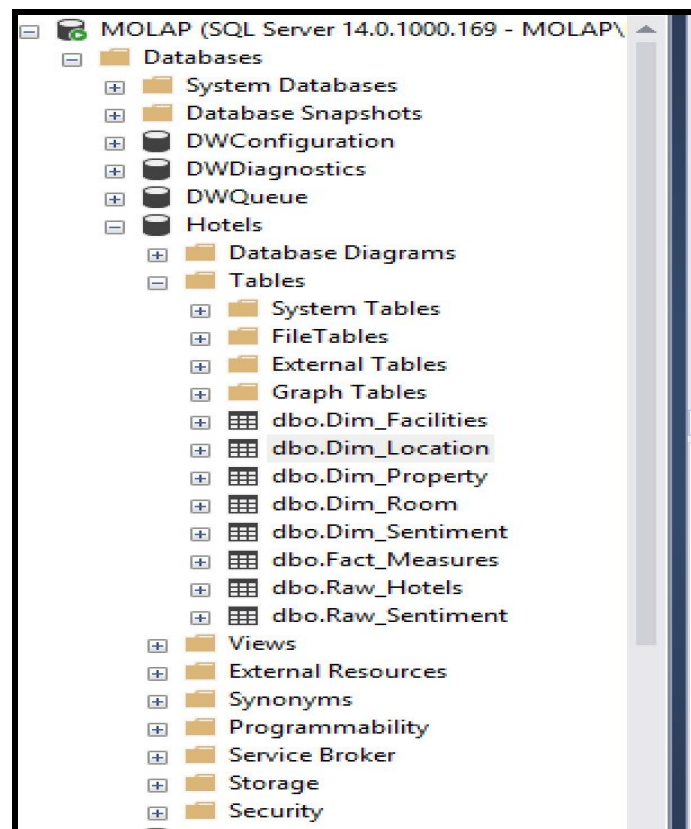 MOLAP (SQL Server 14.0.1000.169 - MOLAP\
Databases
System Databases
Database Snapshots
DWConfiguration
DWDiagnostics
DWQueue
Hotels
Database Diagrams
Tables
System Tables
FileTables
External Tables
Graph Tables
dbo.Dim_Facilities
dbo.Dim_Location
dbo.Dim_Property
dbo.Dim_Room
dbo.Dim_Sentiment
dbo.Fact_Measures
dbo.Raw_Hotels
dbo.Raw_Sentiment
Views
External Resources
Synonyms
Programmability
Service Broker
Storage
Security